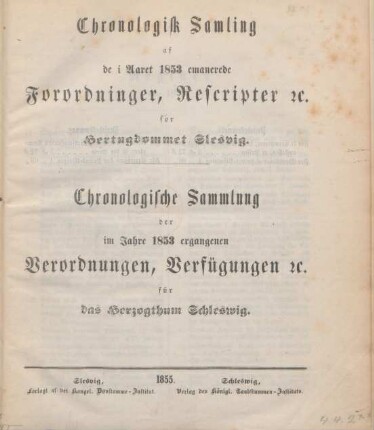 Chronologisk Samling
af
de i Aaret 1853 emanerede
Forordninger, Rescripter ꝛc.
for
Hertugdømmet Slesvig.
Chronologische Sammlung
der
im Jahre 1853 ergangenen
Verordnungen, Verfügungen ꝛc.
für
das Herzogthum Schleswig.
Slesvig, 1855. Schleswig,
Forlagt af det Kongel. Døvstumme-Institut. Verlag des Königl. Taubstummen-Instituts.